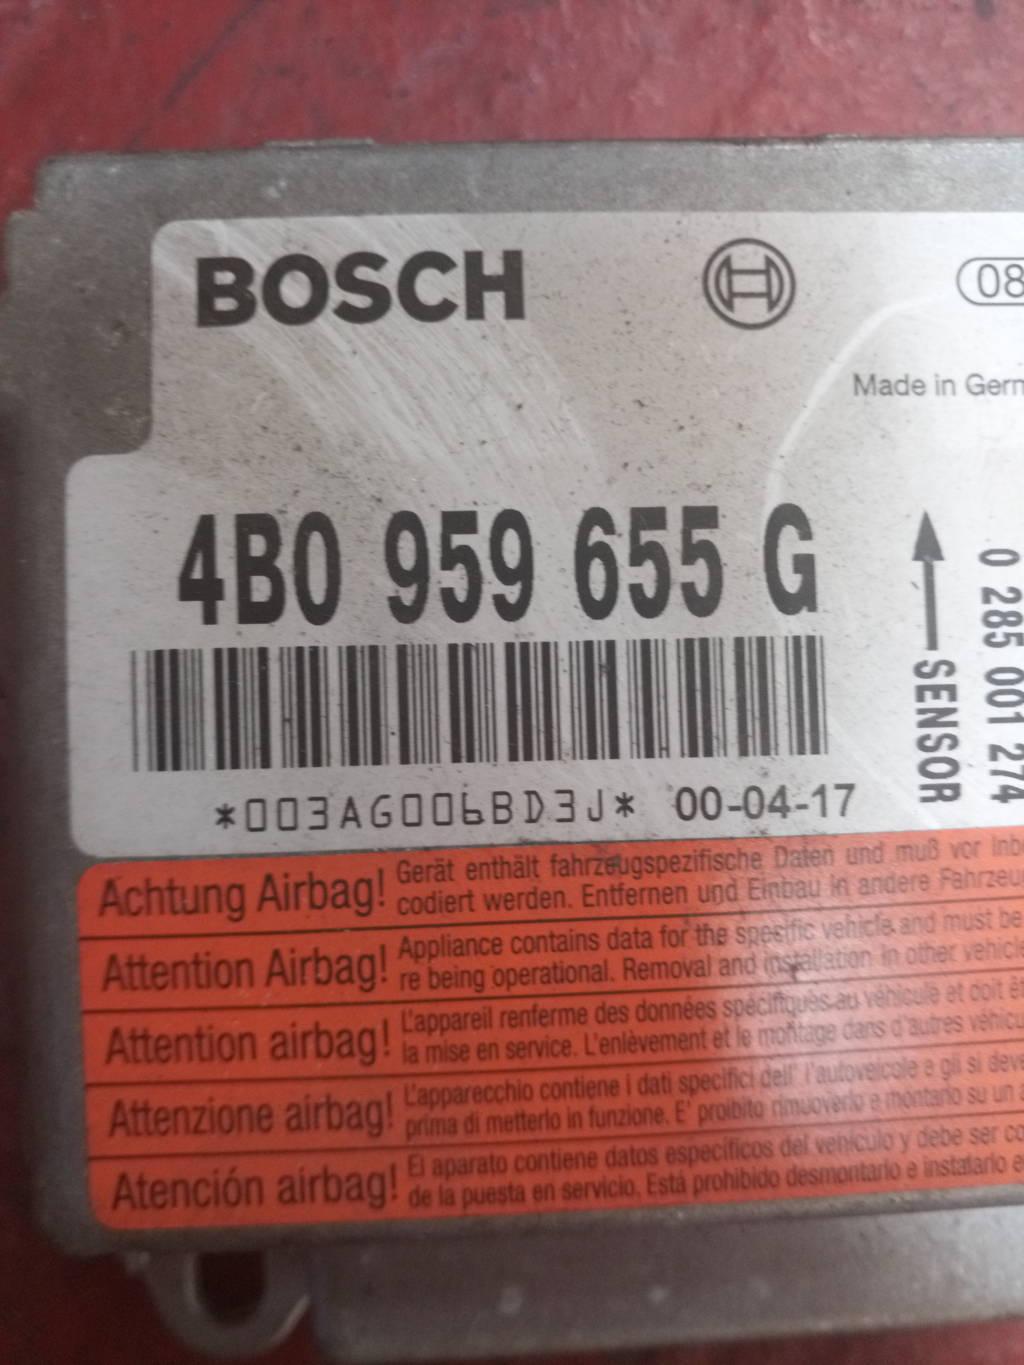 BOSCH
08
Made in Germ
4B0 959 655 G
SENSOR
0 285 001 274
*003AG006BD3J* 00-04-17
Achtung Airbag! Gerät enthält fahrzeugspezifische Daten und muß vor Inb
codiert werden. Entfernen und Einbau in andere Fahrzeu
Attention Airbag! Appliance contains data for the specific vehicle and must be
re being operational. Removal and installation in other vehicle
Attention airbag! L'appareil renferme des données spécifiques au véhicule et doit êt
la mise en service. L'enlèvement et le montage dans d'autres véhicu
Attenzione airbag! L'apparecchio contiene i dati specifici dell' l'autoveicole e gli si deve
prima di metterlo in funzione. E' proibito rimuoverlo e montarlo su un a
Atención airbag! El aparato contiene datos específicos del vehículo y debe ser co
de la puesta en servicio. Está prohibido desmontarlo e instalarlo e